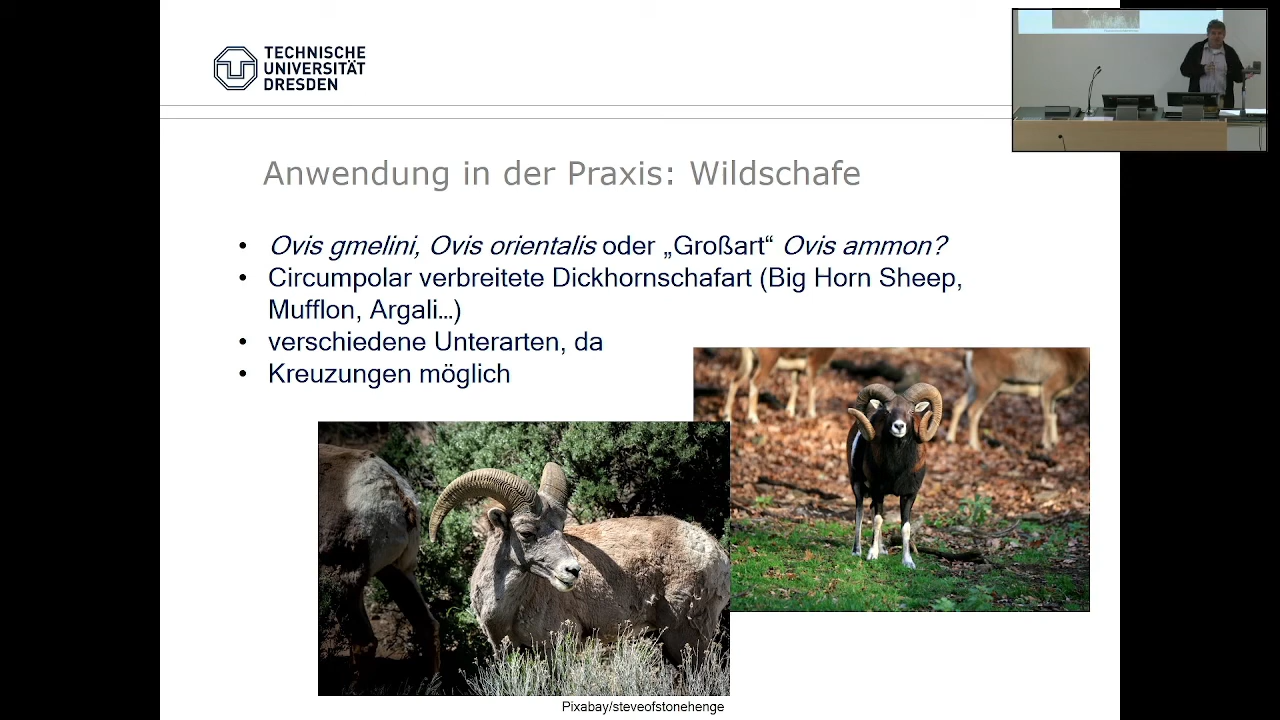 TECHNISCHE
UNIVERSITÄT
DRESDEN
Anwendung in der Praxis: Wildschafe
• Ovis gmelini, Ovis orientalis oder „Großart“ Ovis ammon?
• Circumpolar verbreitete Dickhornschafart (Big Horn Sheep,
Mufflon, Argali…)
• verschiedene Unterarten, da
• Kreuzungen möglich
Pixabay/steveofstonehenge